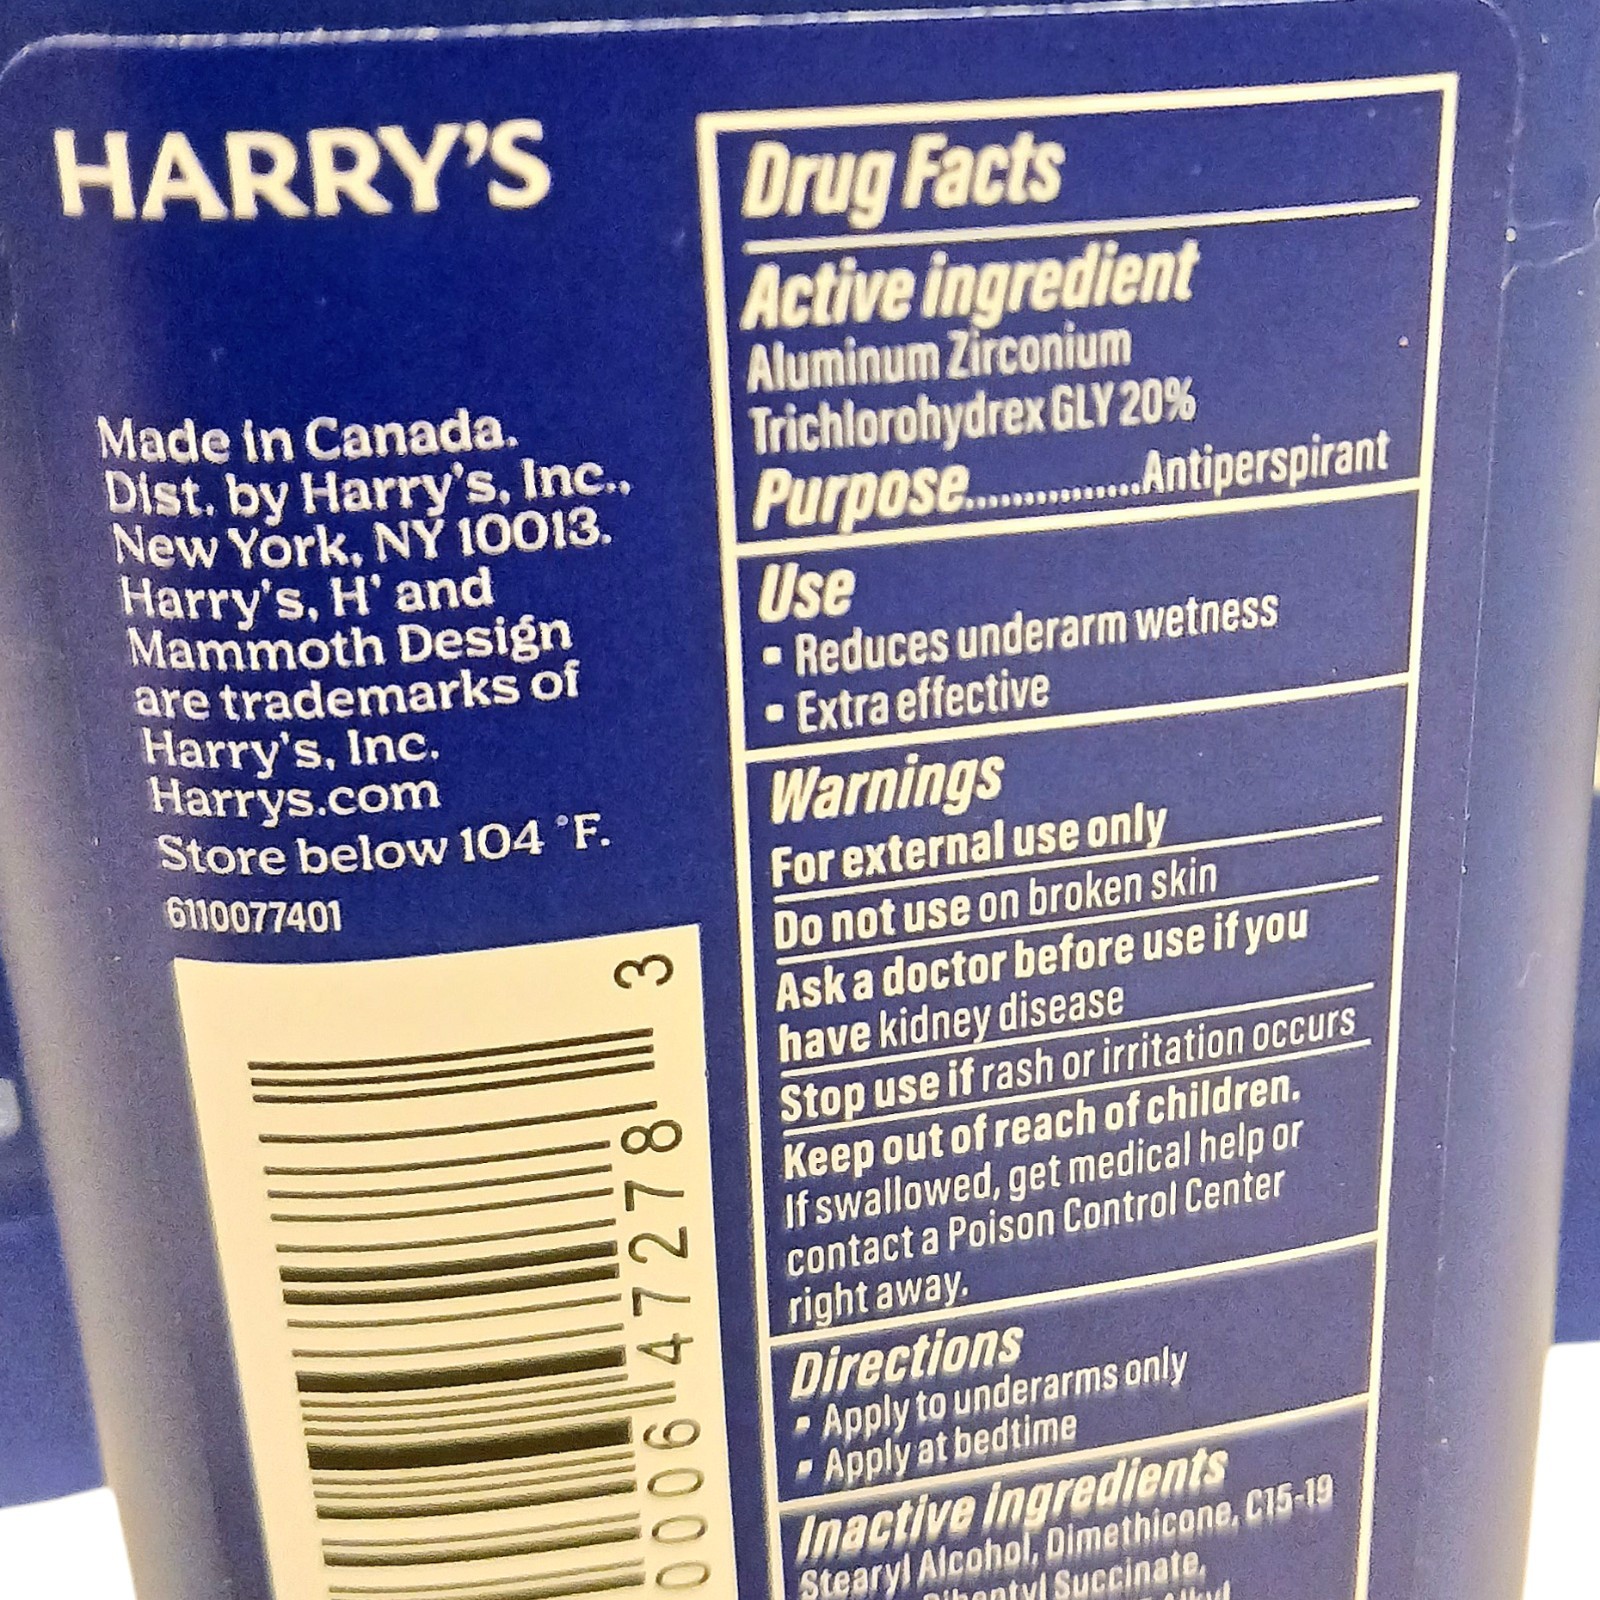 HARRY'S
Made in Canada.
Dist. by Harry's, Inc.,
New York, NY 10013.
Harry's, H' and
Mammoth Design
are trademarks of
Harry's, Inc.
Harrys.com
Store below 104 °F.
6110077401
0006 47278 3
Drug Facts
Active ingredient
Aluminum Zirconium
Trichlorohydrex GLY 20%
Purpose...............Antiperspirant
Use
▪ Reduces underarm wetness
▪ Extra effective
Warnings
For external use only
Do not use on broken skin
Ask a doctor before use if you
have kidney disease
Stop use if rash or irritation occurs
Keep out of reach of children.
If swallowed, get medical help or
contact a Poison Control Center
right away.
Directions
▪ Apply to underarms only
▪ Apply at bedtime
Inactive ingredients
Stearyl Alcohol, Dimethicone, C15-19
Succinate,